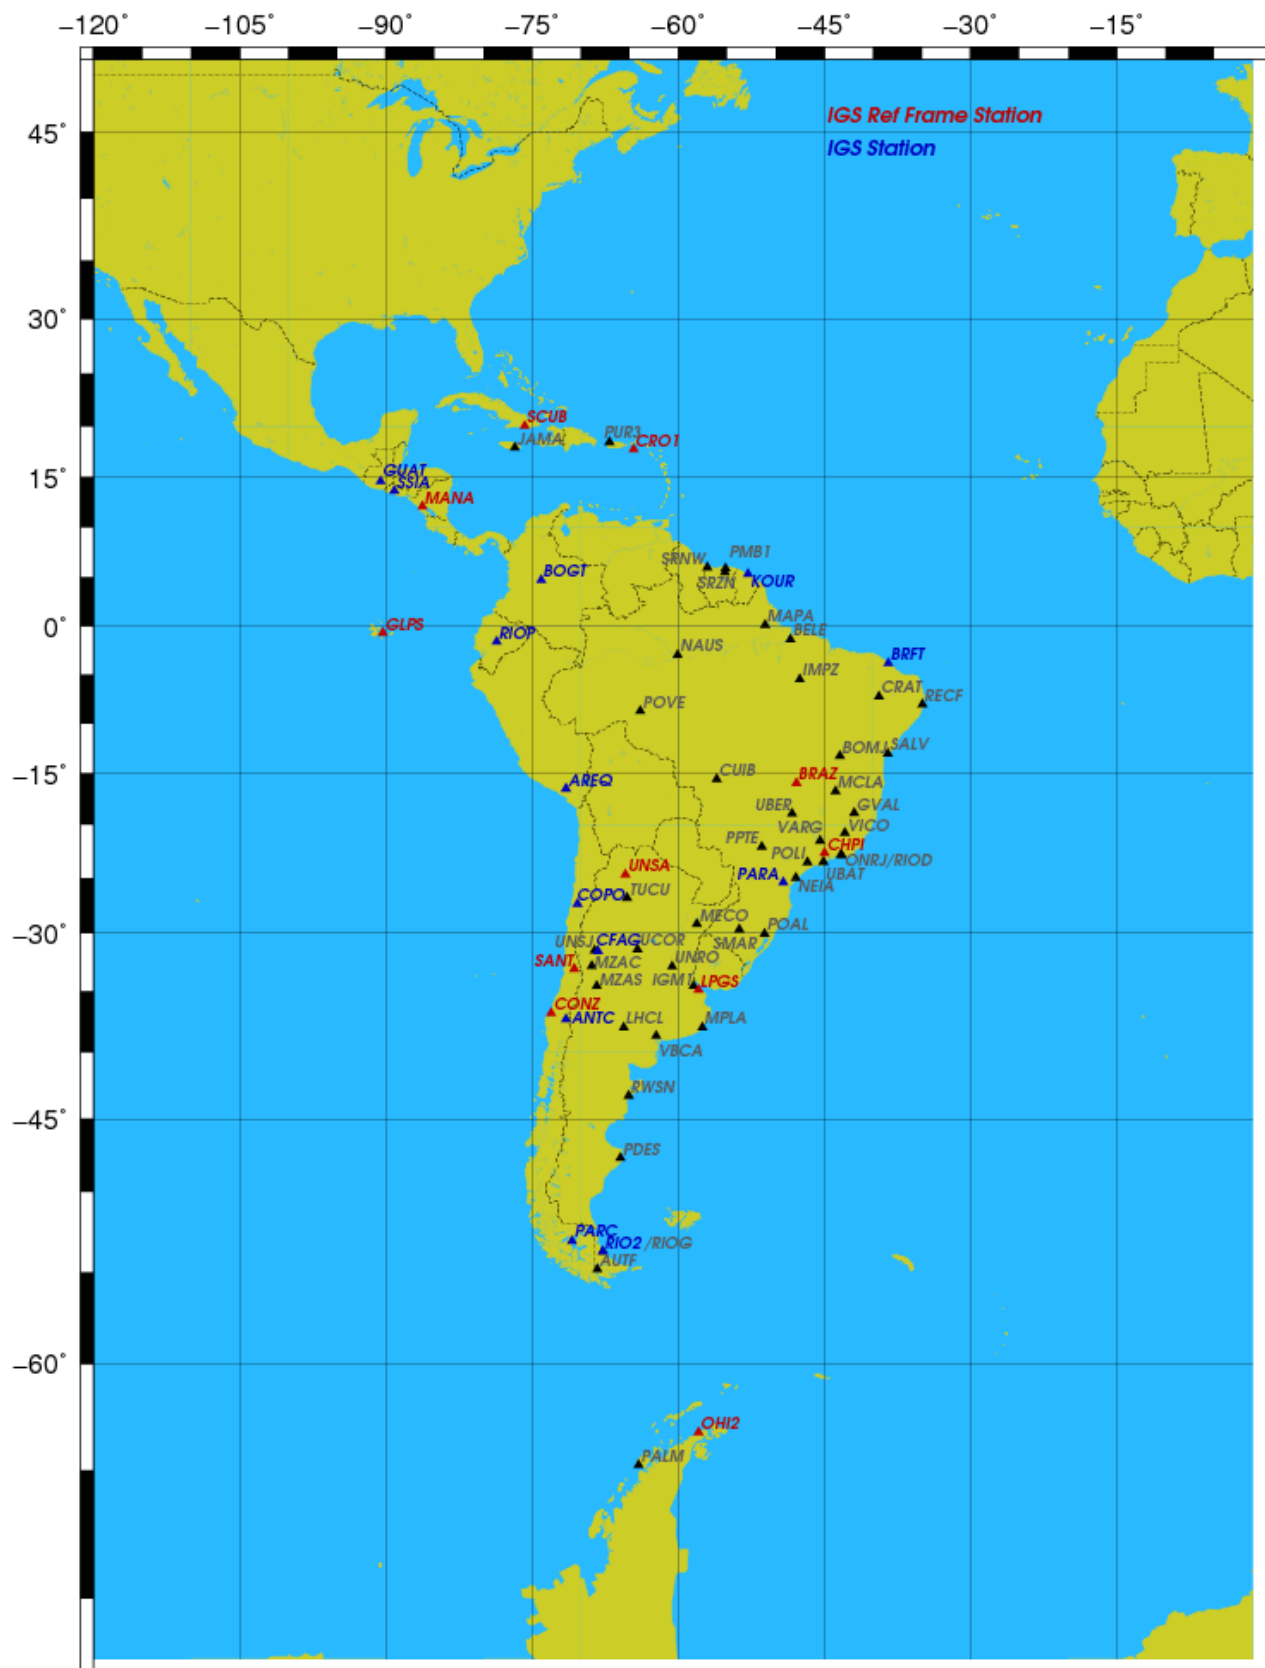 −120° −105° −90° −75° −60° −45° −30° −15°
IGS Ref Frame Station
45°
IGS Station
30°
SCUB
PUR3
JAMA
CRO1
GUAT
15°
SSIA
MANA
PMB1
SRNW
BOGT
SRZN
KOUR
MAPA
GLPS
0°
BELE
RIOP
NAUS
BRFT
IMPZ
CRAT
RECF
POVE
SALV
BOMJ
CUIB
−15°
BRAZ
AREQ
MCLA
UBER
GVAL
VARG
VICO
PPTE
CHPI
POLI
ONRJ/RIOD
UNSA
PARA
UBAT
NEIA
TUCU
COPO
MECO
POAL
−30°
UNSJ
CFAG
UCOR
SMAR
SANT
MZAC
UNRO
MZAS
IGM1
LPGS
CONZ
ANTC
LHCL
MPLA
VBCA
RWSN
−45°
PDES
PARC
RIO2 /RIOG
AUTF
−60°
OHI2
PALM